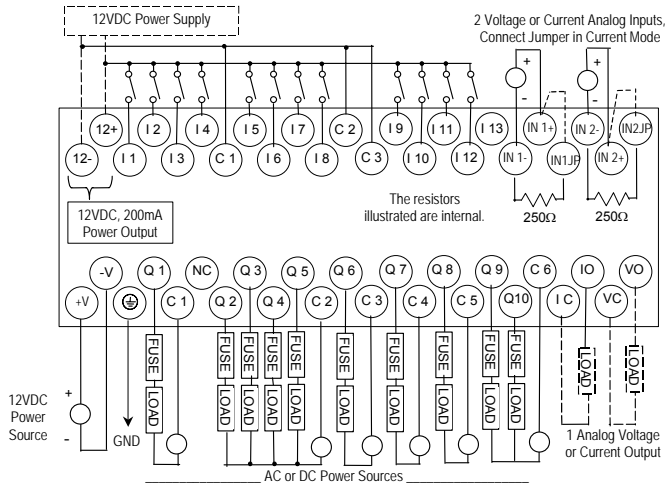 12VDC Power Supply
2 Voltage or Current Analog Inputs,
Connect Jumper in Current Mode
+ +
- -
12+ I 2 I 4 I 5 I 7 C 2 I 9 I 11 I 13 IN 1+ IN 2- IN2JP
12- I 1 I 3 C 1 I 6 I 8 C 3 I 10 I 12 IN 1- IN1JP IN 2+
12VDC, 200mA
Power Output
The resistors
illustrated are internal.
250Ω 250Ω
-V Q 1 NC Q 3 Q 5 Q 6 Q 7 Q 8 Q 9 C 6 IO VO
+V C 1 Q 2 Q 4 C 2 C 3 C 4 C 5 Q10 I C VC
FUSE FUSE FUSE FUSE FUSE FUSE FUSE FUSE FUSE FUSE
LOAD LOAD LOAD LOAD LOAD LOAD LOAD LOAD LOAD LOAD LOAD LOAD
12VDC
Power
Source
+
-
GND
1 Analog Voltage
or Current Output
AC or DC Power Sources